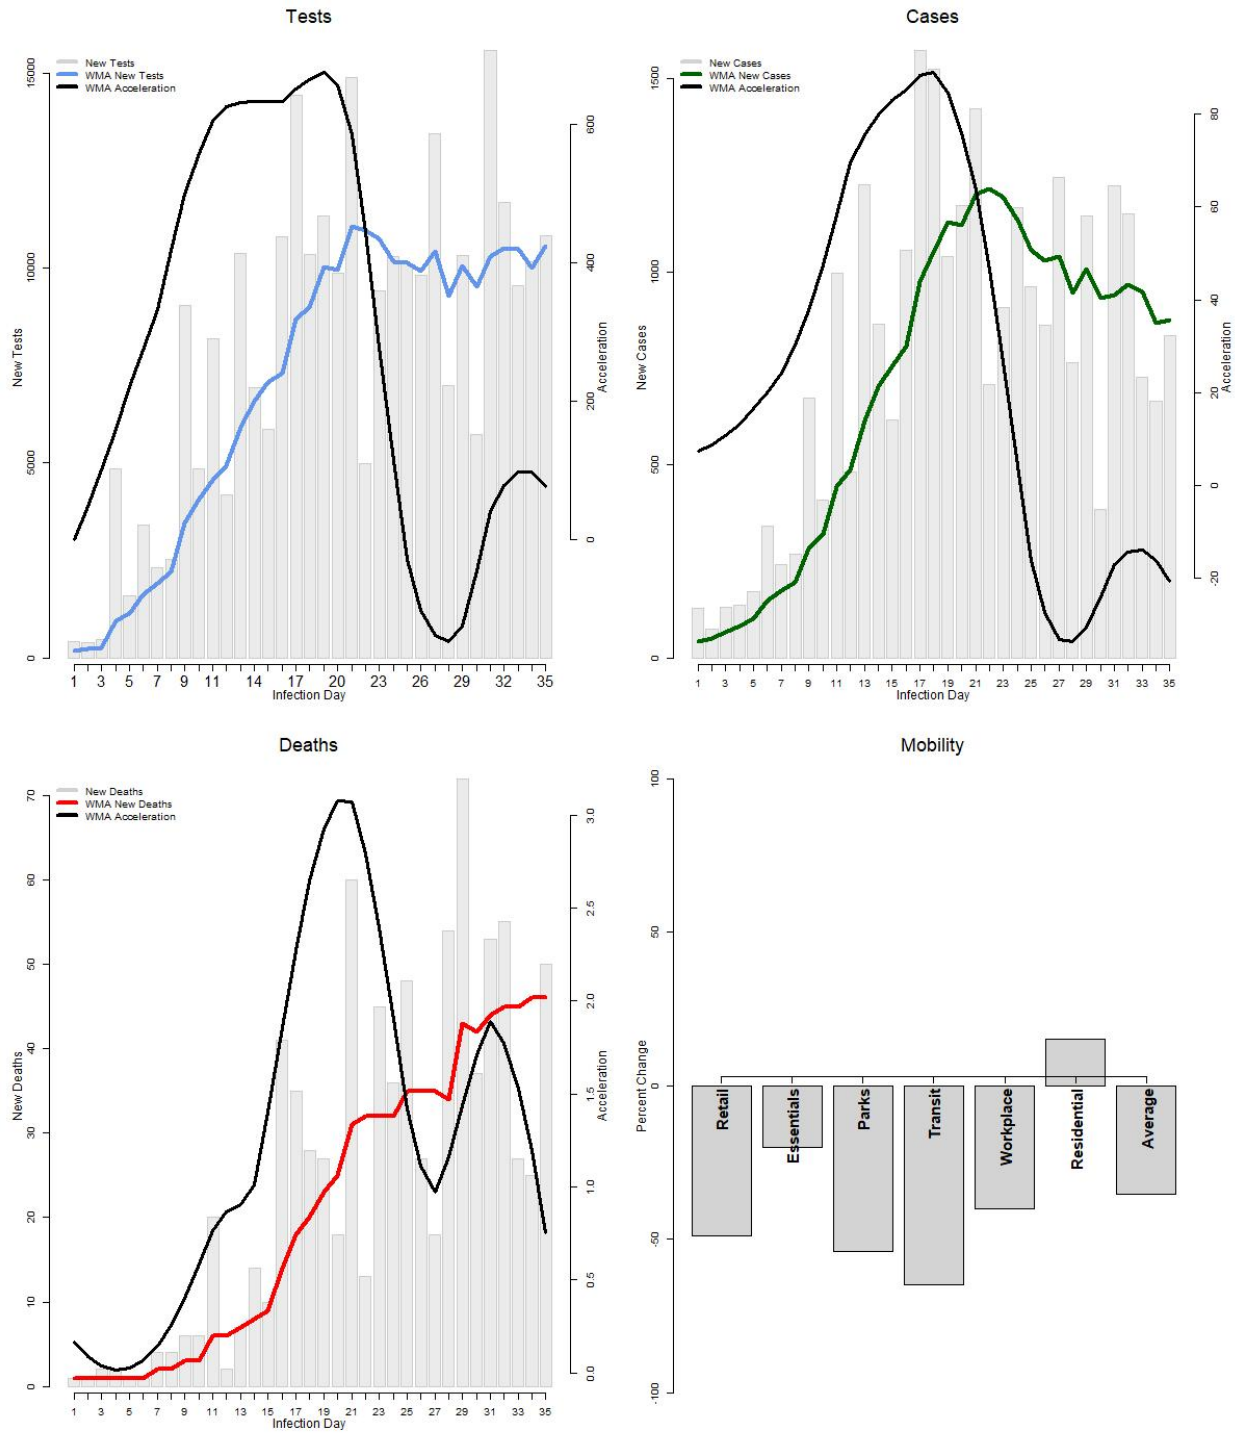 Tests
New Tests
WMA New Tests
WMA Acceleration
15000
10000
5000
0
New Tests
600
400
200
0
Acceleration
1 3 5 7 9 11 14 17 20 23 26 29 32 35
Infection Day
Cases
New Cases
WMA New Cases
WMA Acceleration
1500
1000
500
0
New Cases
80
60
40
20
0
-20
Acceleration
1 3 5 7 9 11 13 15 17 19 21 23 25 27 29 31 33 35
Infection Day
Deaths
New Deaths
WMA New Deaths
WMA Acceleration
70
60
50
40
30
20
10
0
New Deaths
3.0
2.5
2.0
1.5
1.0
0.5
0.0
Acceleration
1 3 5 7 9 11 13 15 17 19 21 23 25 27 29 31 33 35
Infection Day
Mobility
100
50
0
-50
-100
Percent Change
Retail
Essentials
Parks
Transit
Workplace
Residential
Average